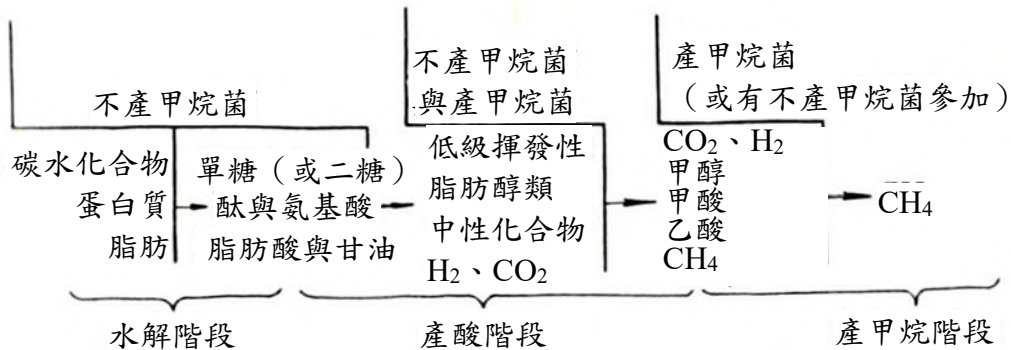 不產甲烷菌
碳水化合物
蛋白質
脂肪
單糖（或二糖）
酞與氨基酸
脂肪酸與甘油
不產甲烷菌
與產甲烷菌
低級揮發性
脂肪醇類
中性化合物
H₂、CO₂
產甲烷菌
（或有不產甲烷菌參加）
CO₂、H₂
甲醇
甲酸
乙酸
CH₄
CH₄
水解階段
產酸階段
產甲烷階段